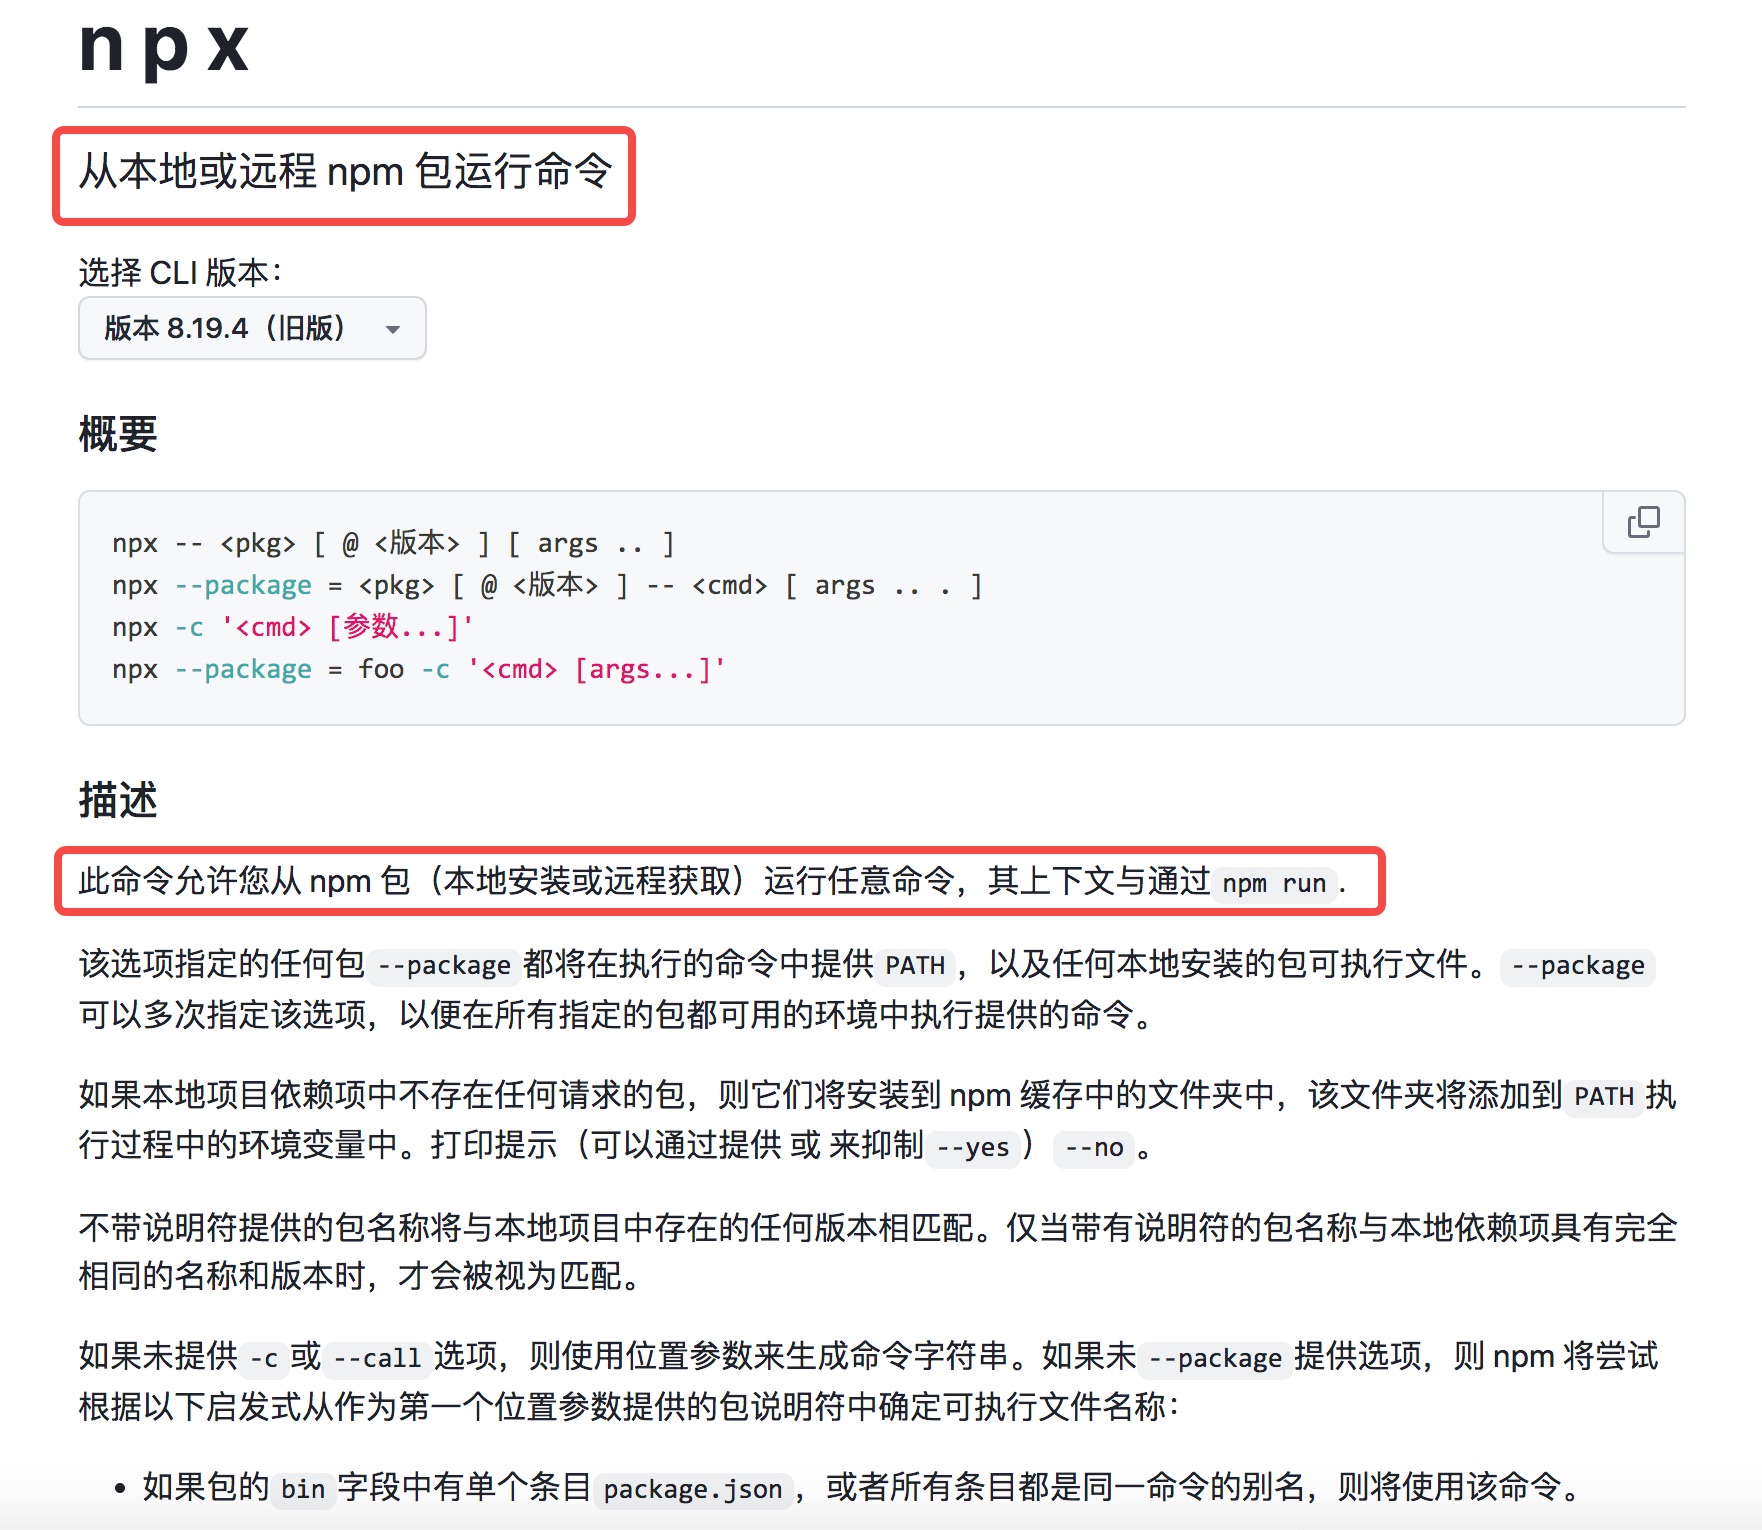 npx
从本地或远程 npm 包运行命令
选择 CLI 版本：
版本 8.19.4（旧版）
概要
npx -- <pkg> [ @ <版本> ] [ args .. ]
npx --package = <pkg> [ @ <版本> ] -- <cmd> [ args .. . ]
npx -c '<cmd> [参数...]'
npx --package = foo -c '<cmd> [args...]'
描述
此命令允许您从 npm 包（本地安装或远程获取）运行任意命令，其上下文与通过 npm run .
该选项指定的任何包 --package 都将在执行的命令中提供 PATH ，以及任何本地安装的包可执行文件。 --package
可以多次指定该选项，以便在所有指定的包都可用的环境中执行提供的命令。
如果本地项目依赖项中不存在任何请求的包，则它们将安装到 npm 缓存中的文件夹中，该文件夹将添加到 PATH 执
行过程中的环境变量中。打印提示（可以通过提供 或 来抑制 --yes ） --no 。
不带说明符提供的包名称将与本地项目中存在的任何版本相匹配。仅当带有说明符的包名称与本地依赖项具有完全
相同的名称和版本时，才会被视为匹配。
如果未提供 -c 或 --call 选项，则使用位置参数来生成命令字符串。如果未 --package 提供选项，则 npm 将尝试
根据以下启发式从作为第一个位置参数提供的包说明符中确定可执行文件名称：
• 如果包的 bin 字段中有单个条目 package.json ，或者所有条目都是同一命令的别名，则将使用该命令。